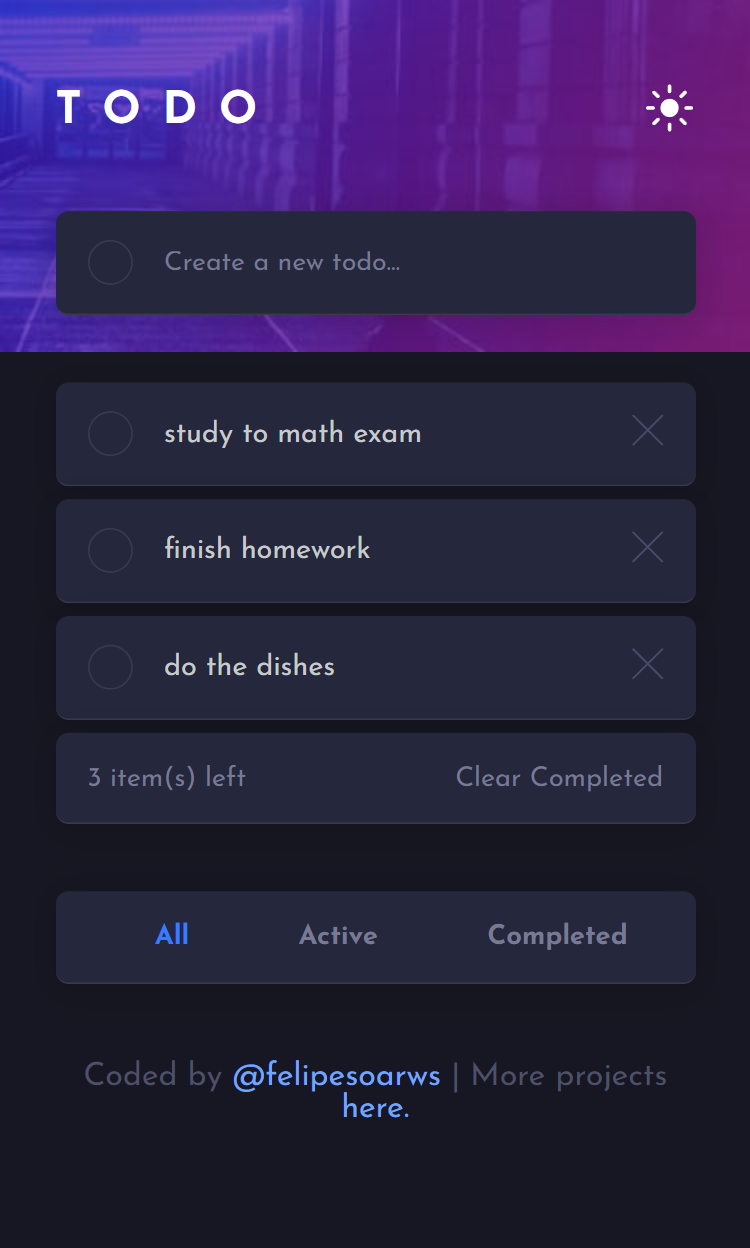 TODO
Create a new todo...
study to math exam
finish homework
do the dishes
3 item(s) left Clear Completed
All Active Completed
Coded by @felipesoarws | More projects
here.